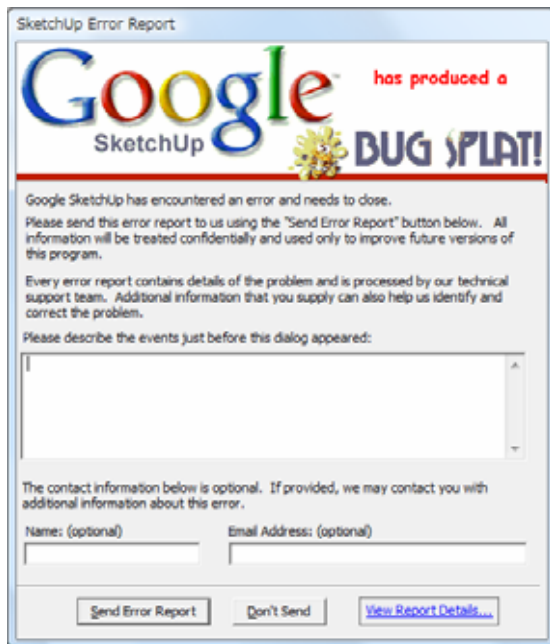 SketchUp Error Report
Google™
has produced a
SketchUp
BUG SPLAT!
Google SketchUp has encountered an error and needs to close.
Please send this error report to us using the "Send Error Report" button below. All
information will be treated confidentially and used only to improve future versions of
this program.
Every error report contains details of the problem and is processed by our technical
support team. Additional information that you supply can also help us identify and
correct the problem.
Please describe the events just before this dialog appeared:
The contact information below is optional. If provided, we may contact you with
additional information about this error.
Name: (optional) Email Address: (optional)
Send Error Report Don't Send View Report Details...